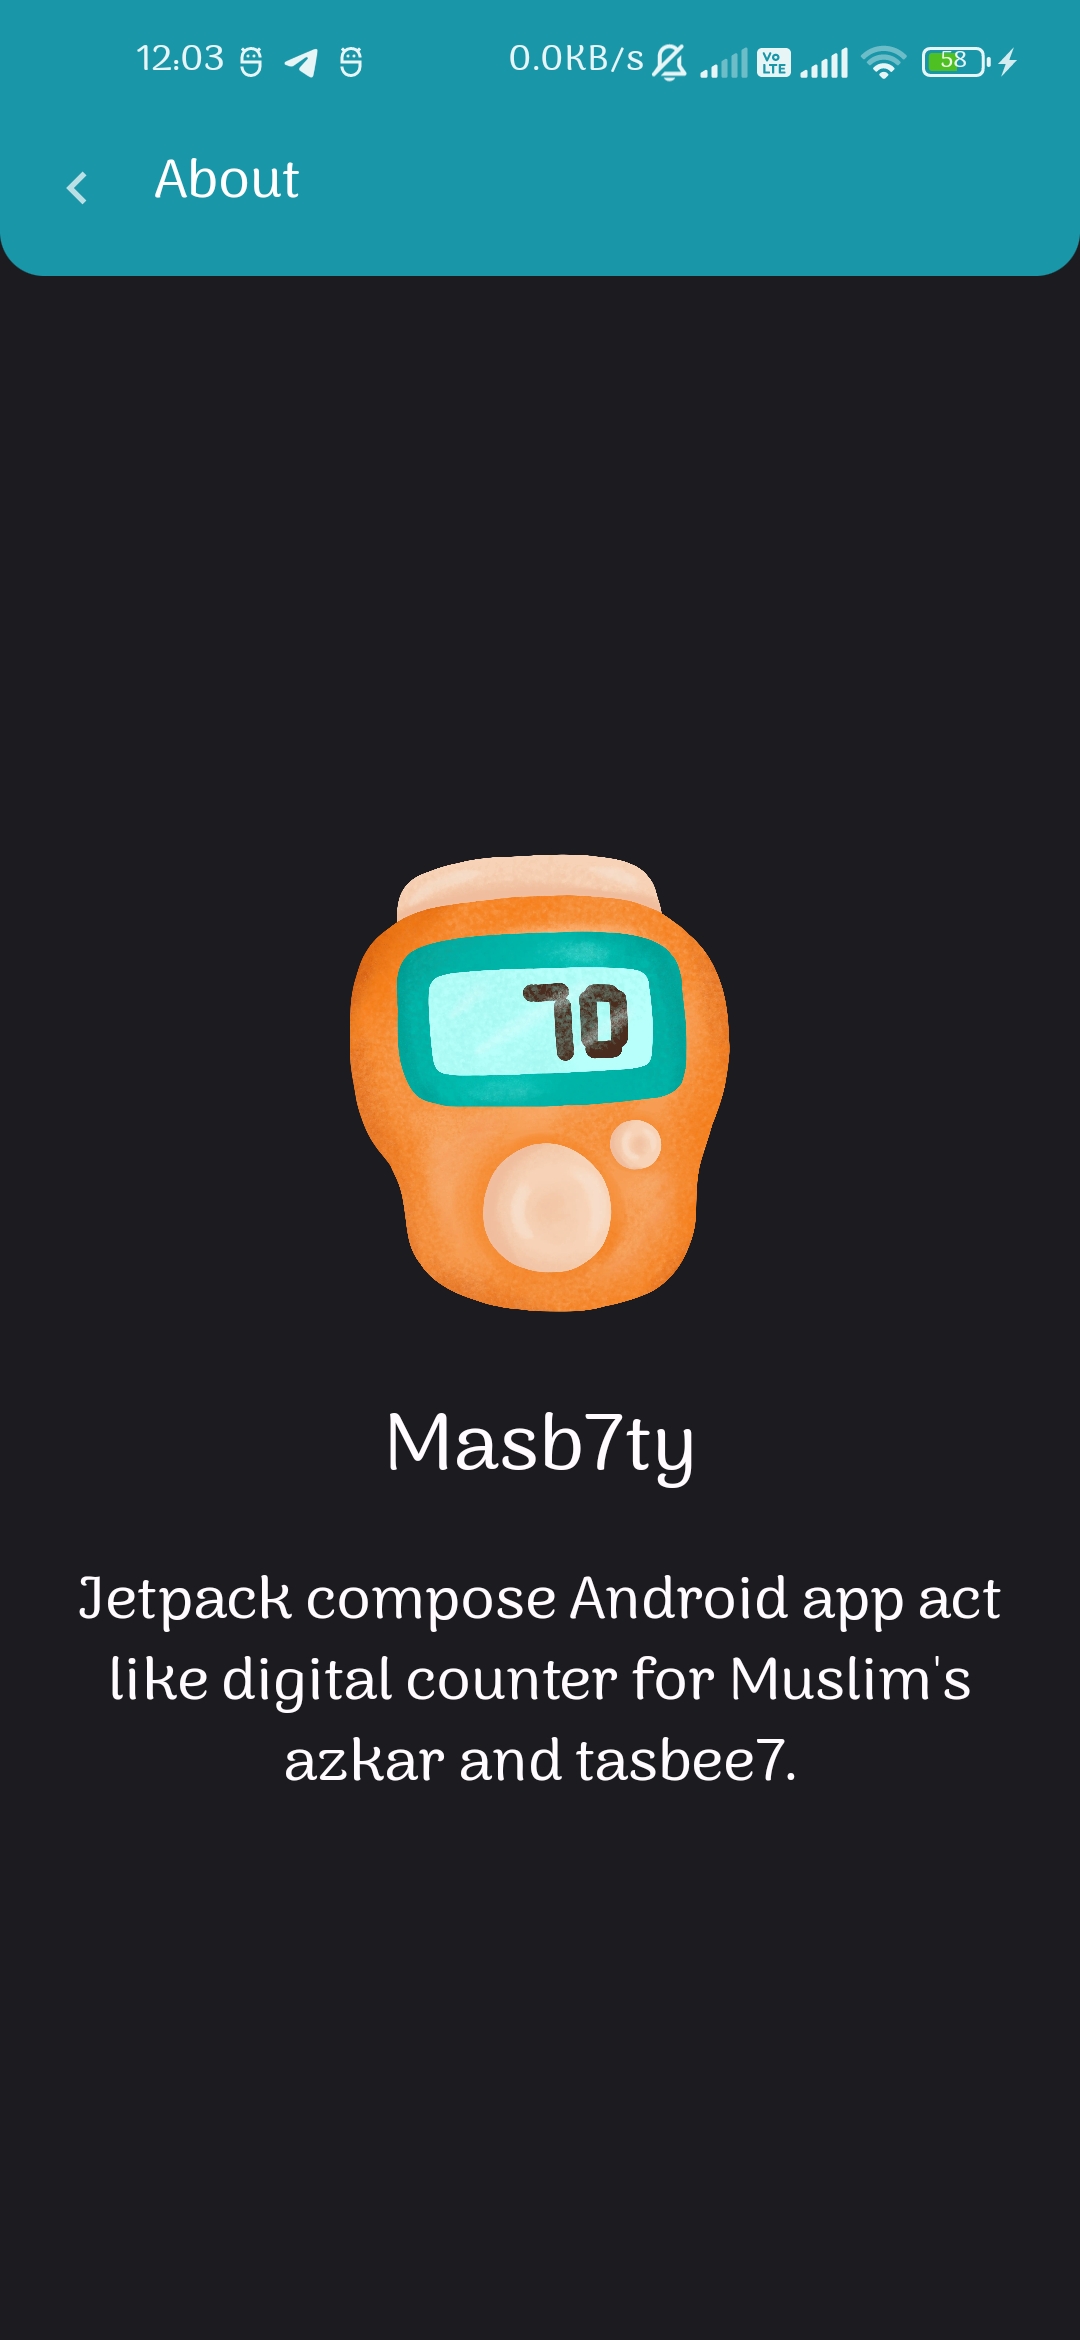 12:03 0.0KB/s Vo LTE 58
About
70
Masb7ty
Jetpack compose Android app act
like digital counter for Muslim's
azkar and tasbee7.